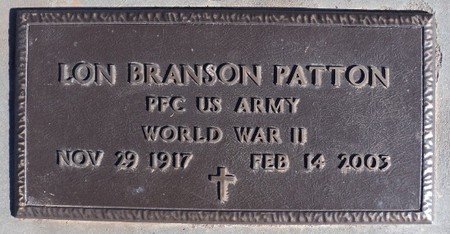 LON BRANSON PATTON
PFC US ARMY
WORLD WAR II
NOV 29 1917 FEB 14 2003